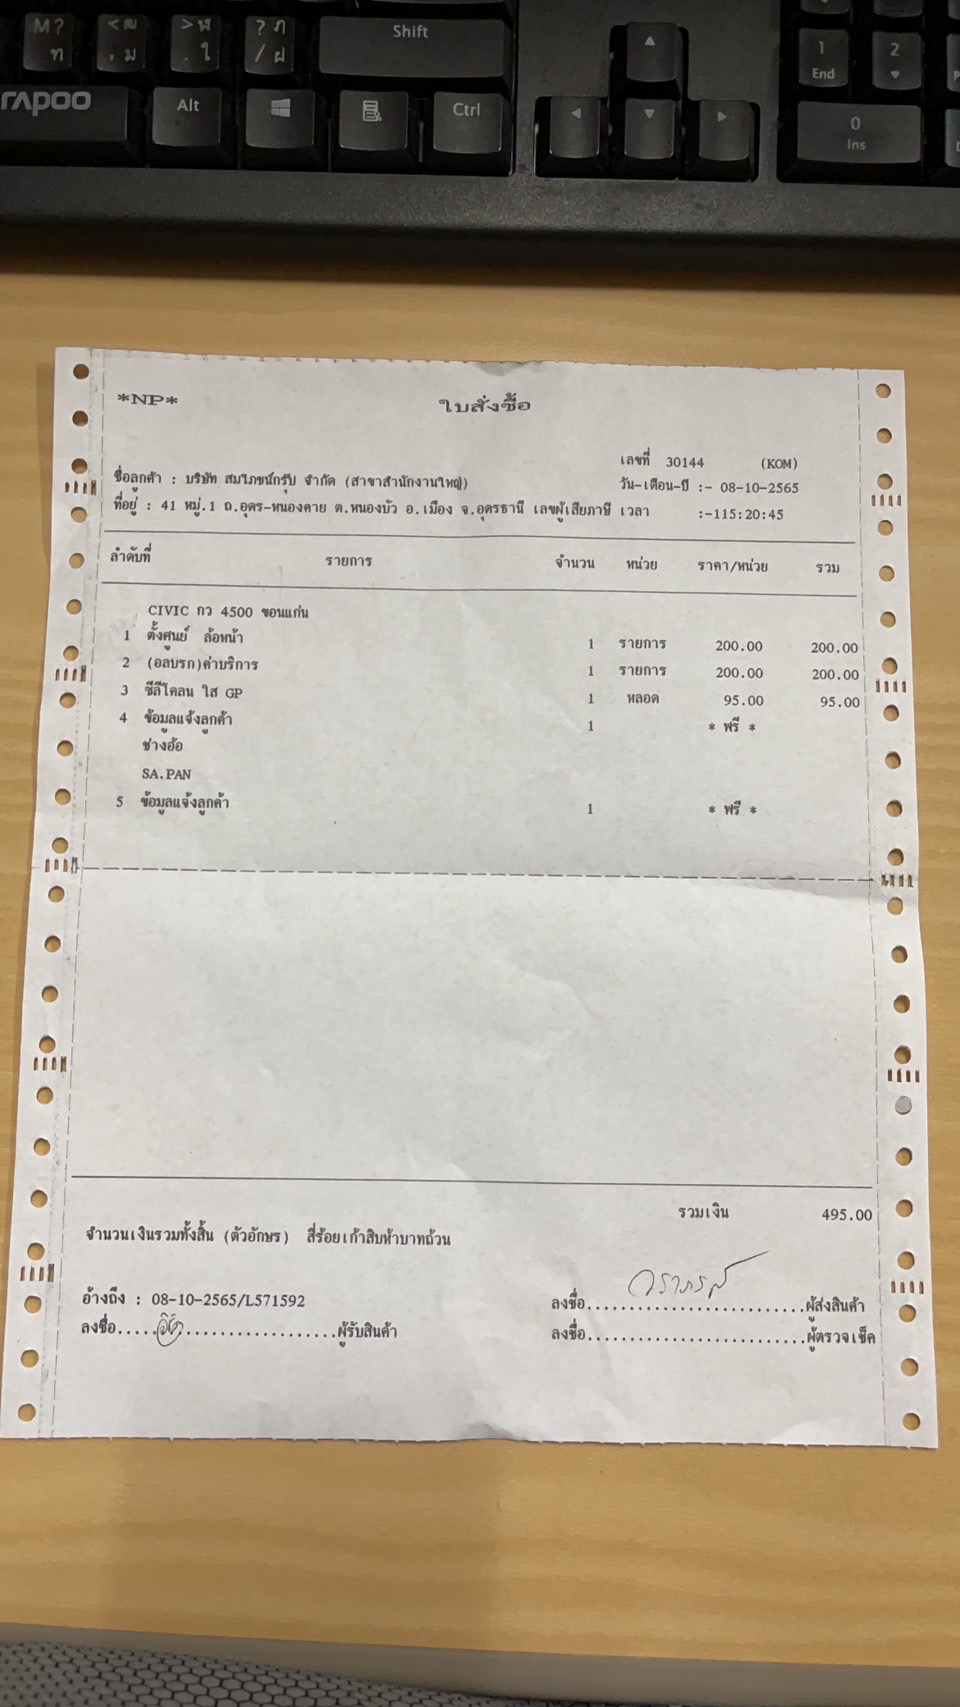 M ? ท
< ฒ , ม
> ฬ . ใ
? ฦ / ฝ
Shift
1 End
2
rapoo
Alt
Ctrl
0 Ins
*NP*
ใบสั่งซื้อ
เลขที่ 30144 (KOM)
ชื่อลูกค้า : บริษัท สมโภชน์กรุ๊ป จำกัด (สาขาสำนักงานใหญ่)
วัน-เดือน-ปี :- 08-10-2565
ที่อยู่ : 41 หมู่.1 ถ.อุดร-หนองคาย ต.หนองบัว อ.เมือง จ.อุดรธานี เลขผู้เสียภาษี เวลา :-115:20:45
ลำดับที่ รายการ จำนวน หน่วย ราคา/หน่วย รวม
CIVIC กว 4500 ขอนแก่น
1 ตั้งศูนย์ ล้อหน้า 1 รายการ 200.00 200.00
2 (อลบรก)ค่าบริการ 1 รายการ 200.00 200.00
3 ซีลีโคลน ใส GP 1 หลอด 95.00 95.00
4 ข้อมูลแจ้งลูกค้า 1 * ฟรี *
ช่างฮ้อ
SA.PAN
5 ข้อมูลแจ้งลูกค้า 1 * ฟรี *
รวมเงิน 495.00
จำนวนเงินรวมทั้งสิ้น (ตัวอักษร) สี่ร้อยเก้าสิบห้าบาทถ้วน
อ้างถึง : 08-10-2565/L571592
ลงชื่อ..........................ผู้ส่งสินค้า
ลงชื่อ..........................ผู้รับสินค้า
ลงชื่อ..........................ผู้ตรวจเช็ค